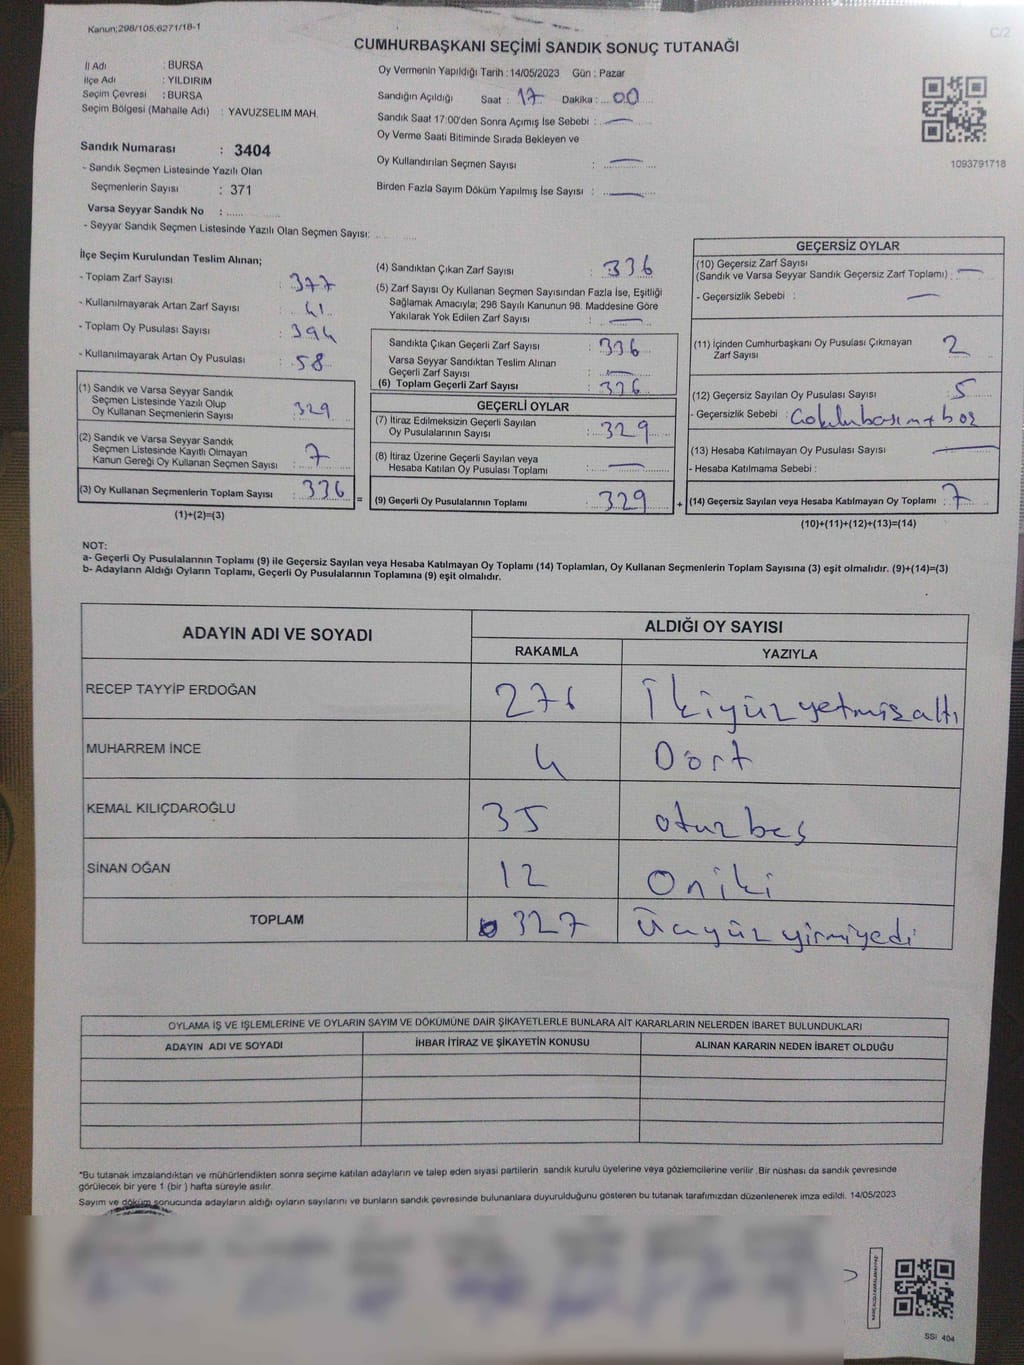 Kanun;298/105;6271/18-1
C/2
CUMHURBAŞKANI SEÇİMİ SANDIK SONUÇ TUTANAĞI
İl Adı : BURSA
İlçe Adı : YILDIRIM
Seçim Çevresi : BURSA
Seçim Bölgesi (Mahalle Adı) : YAVUZSELIM MAH.
Oy Vermenin Yapıldığı Tarih : 14/05/2023 Gün : Pazar
Sandığın Açıldığı Saat : 17 Dakika : 00
Sandık Saat 17:00'den Sonra Açımış İse Sebebi : —
Oy Verme Saati Bitiminde Sırada Bekleyen ve
Oy Kullandırılan Seçmen Sayısı : —
Birden Fazla Sayım Döküm Yapılmış İse Sayısı : —
1093791718
Sandık Numarası : 3404
- Sandık Seçmen Listesinde Yazılı Olan
Seçmenlerin Sayısı : 371
Varsa Seyyar Sandık No : ......
- Seyyar Sandık Seçmen Listesinde Yazılı Olan Seçmen Sayısı:
İlçe Seçim Kurulundan Teslim Alınan;
- Toplam Zarf Sayısı : 377
- Kullanılmayarak Artan Zarf Sayısı : 41
- Toplam Oy Pusulası Sayısı : 394
- Kullanılmayarak Artan Oy Pusulası : 58
(1) Sandık ve Varsa Seyyar Sandık
Seçmen Listesinde Yazılı Olup
Oy Kullanan Seçmenlerin Sayısı : 329
(2) Sandık ve Varsa Seyyar Sandık
Seçmen Listesinde Kayıtlı Olmayan
Kanun Gereği Oy Kullanan Seçmen Sayısı : 7
(3) Oy Kullanan Seçmenlerin Toplam Sayısı : 336 =
(1)+(2)=(3)
(4) Sandıktan Çıkan Zarf Sayısı : 336
(5) Zarf Sayısı Oy Kullanan Seçmen Sayısından Fazla İse, Eşitliği
Sağlamak Amacıyla; 298 Sayılı Kanunun 98. Maddesine Göre
Yakılarak Yok Edilen Zarf Sayısı : —
Sandıkta Çıkan Geçerli Zarf Sayısı : 336
Varsa Seyyar Sandıktan Teslim Alınan
Geçerli Zarf Sayısı : —
(6) Toplam Geçerli Zarf Sayısı : 336
GEÇERLİ OYLAR
(7) İtiraz Edilmeksizin Geçerli Sayılan
Oy Pusulalarının Sayısı : 329
(8) İtiraz Üzerine Geçerli Sayılan veya
Hesaba Katılan Oy Pusulası Toplamı : —
(9) Geçerli Oy Pusulalarının Toplamı : 329 +
GEÇERSİZ OYLAR
(10) Geçersiz Zarf Sayısı
(Sandık ve Varsa Seyyar Sandık Geçersiz Zarf Toplamı) : —
- Geçersizlik Sebebi : —
(11) İçinden Cumhurbaşkanı Oy Pusulası Çıkmayan
Zarf Sayısı : 2
(12) Geçersiz Sayılan Oy Pusulası Sayısı : 5
- Geçersizlik Sebebi : boş
(13) Hesaba Katılmayan Oy Pusulası Sayısı : —
- Hesaba Katılmama Sebebi :
(14) Geçersiz Sayılan veya Hesaba Katılmayan Oy Toplamı : 7
(10)+(11)+(12)+(13)=(14)
NOT:
a- Geçerli Oy Pusulalarının Toplamı (9) ile Geçersiz Sayılan veya Hesaba Katılmayan Oy Toplamı (14) Toplamları, Oy Kullanan Seçmenlerin Toplam Sayısına (3) eşit olmalıdır. (9)+(14)=(3)
b- Adayların Aldığı Oyların Toplamı, Geçerli Oy Pusulalarının Toplamına (9) eşit olmalıdır.
ADAYIN ADI VE SOYADI
ALDIĞI OY SAYISI
RAKAMLA YAZIYLA
RECEP TAYYİP ERDOĞAN 276 İkiyüzyetmişaltı
MUHARREM İNCE 4 Dört
KEMAL KILIÇDAROĞLU 35 otuzbeş
SİNAN OĞAN 12 Oniki
TOPLAM 327 Üçyüzyirmiyedi
OYLAMA İŞ VE İŞLEMLERİNE VE OYLARIN SAYIM VE DÖKÜMÜNE DAİR ŞİKAYETLERLE BUNLARA AİT KARARLARIN NELERDEN İBARET BULUNDUKLARI
ADAYIN ADI VE SOYADI İHBAR İTİRAZ VE ŞİKAYETİN KONUSU ALINAN KARARIN NEDEN İBARET OLDUĞU
"Bu tutanak imzalandıktan ve mühürlendikten sonra seçime katılan adayların ve talep eden siyasi partilerin sandık kurulu üyelerine veya gözlemcilerine verilir. Bir nüshası da sandık çevresinde
görülecek bir yere 1 (bir ) hafta süreyle asılır.
Sayım ve döküm sonucunda adayların aldığı oyların sayılarını ve bunların sandık çevresinde bulunanlara duyurulduğunu gösteren bu tutanak tarafımızdan düzenlenerek imza edildi. 14/05/2023
SSİ 404